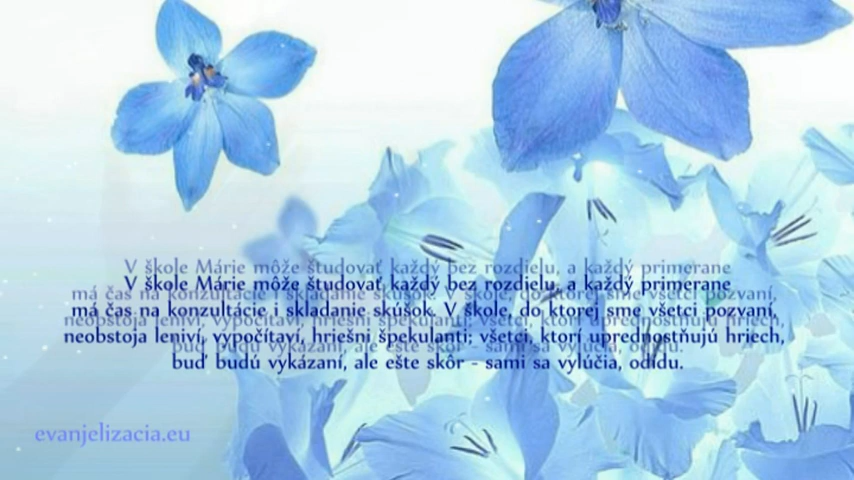 V škole Márie môže študovať každý bez rozdielu, a každý primerane
má čas na konzultácie i skladanie skúšok. V škole, do ktorej sme všetci pozvaní,
neobstoja leniví, vypočítaví, hriešni špekulanti; všetci, ktorí uprednostňujú hriech,
buď budú vykázaní, ale ešte skôr - sami sa vylúčia, odídu.
evanjelizacia.eu